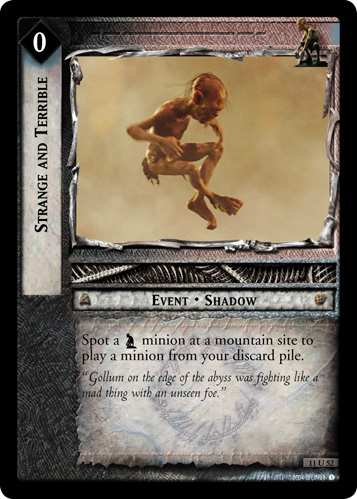 0
STRANGE AND TERRIBLE
EVENT • SHADOW
Spot a minion at a mountain site to
play a minion from your discard pile.
"Gollum on the edge of the abyss was fighting like a
mad thing with an unseen foe."
11 U 52